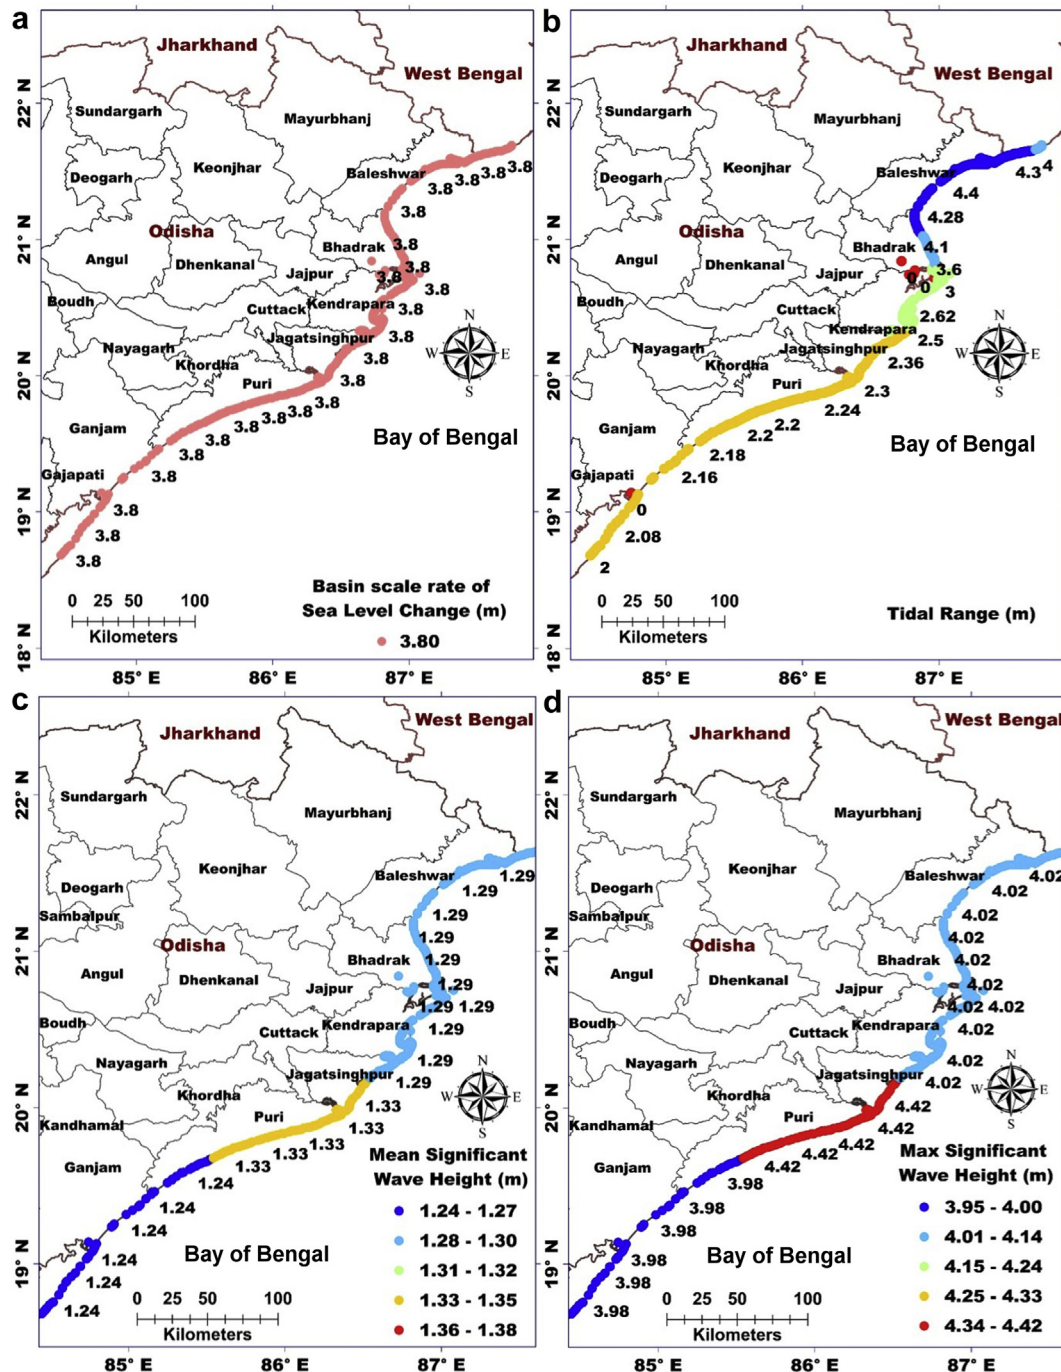 a
Jharkhand
West Bengal
22° N
Sundargarh
Mayurbhanj
Keonjhar
Baleshwar
Deogarh
3.8 3.8 3.8 3.8
3.8
21° N
Odisha
3.8
Bhadrak
Angul
Dhenkanal
Jajpur
3.8
3.8
3.8
Boudh
Cuttack
Kendrapara
3.8
Nayagarh
Jagatsinghpur
3.8
Khordha
3.8
20° N
Puri
3.8
3.8
3.8
3.8
3.8
3.8
3.8
Ganjam
Bay of Bengal
Gajapati
19° N
3.8
3.8
3.8
N
W E
S
Basin scale rate of
Sea Level Change (m)
3.80
0 25 50 100
Kilometers
18° N
85° E 86° E 87° E
b
Jharkhand
West Bengal
22° N
Sundargarh
Mayurbhanj
Keonjhar
Baleshwar
4.3 4
Deogarh
4.4
4.28
21° N
Odisha
Bhadrak
4.1
Angul
Dhenkanal
Jajpur
3.6
0
0
3
Boudh
Cuttack
2.62
Kendrapara
2.5
Nayagarh
Jagatsinghpur
2.36
Khordha
20° N
Puri
2.3
2.24
2.2
2.2
2.18
2.16
Ganjam
Bay of Bengal
Gajapati
19° N
0
2.08
2
N
W E
S
Tidal Range (m)
0 25 50 100
Kilometers
18° N
85° E 86° E 87° E
c
Jharkhand
West Bengal
22° N
Sundargarh
Mayurbhanj
Keonjhar
Baleshwar
1.29
1.29
Deogarh
Sambalpur
1.29
1.29
21° N
Odisha
Bhadrak
1.29
Angul
Dhenkanal
Jajpur
1.29
1.29 1.29
Boudh
Cuttack
Kendrapara
1.29
Nayagarh
1.29
Jagatsinghpur
1.29
Khordha
20° N
Kandhamal
Puri
1.33
1.33
1.33
1.33
1.24
Ganjam
1.24
1.24
Bay of Bengal
19° N
1.24
1.24
1.24
N
W E
S
Mean Significant
Wave Height (m)
1.24 - 1.27
1.28 - 1.30
1.31 - 1.32
1.33 - 1.35
1.36 - 1.38
0 25 50 100
Kilometers
85° E 86° E 87° E
d
Jharkhand
West Bengal
22° N
Sundargarh
Mayurbhanj
Keonjhar
Baleshwar
4.02
4.02
Deogarh
Sambalpur
4.02
4.02
21° N
Odisha
Bhadrak
4.02
Angul
Dhenkanal
Jajpur
4.02
4.02 4.02
Boudh
Cuttack
Kendrapara
4.02
Nayagarh
4.02
Jagatsinghpur
4.02
Khordha
20° N
Kandhamal
Puri
4.42
4.42
4.42
4.42
3.98
Ganjam
3.98
3.98
Bay of Bengal
19° N
3.98
3.98
3.98
N
W E
S
Max Significant
Wave Height (m)
3.95 - 4.00
4.01 - 4.14
4.15 - 4.24
4.25 - 4.33
4.34 - 4.42
0 25 50 100
Kilometers
85° E 86° E 87° E